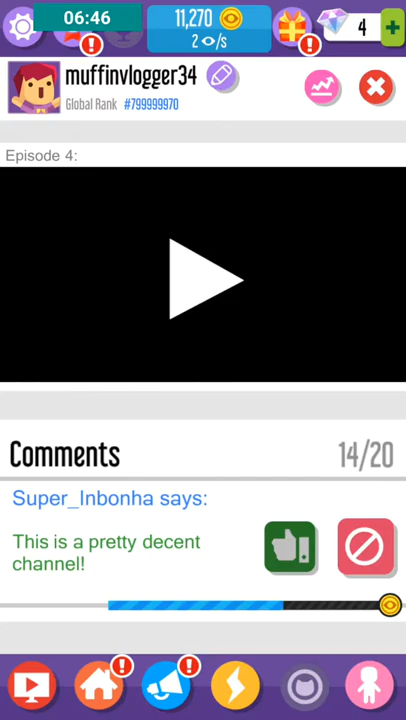 06:46
11,270
2 /s
4
muffinvlogger34
Global Rank #799999970
Episode 4:
Comments 14/20
Super_Inbonha says:
This is a pretty decent
channel!